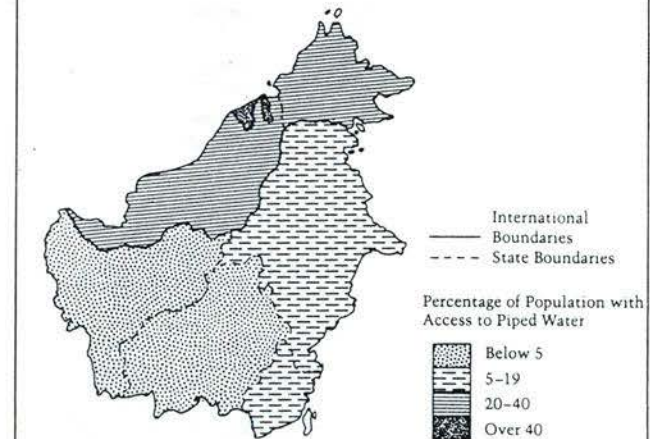 International
Boundaries
State Boundaries
Percentage of Population with
Access to Piped Water
Below 5
5-19
20-40
Over 40